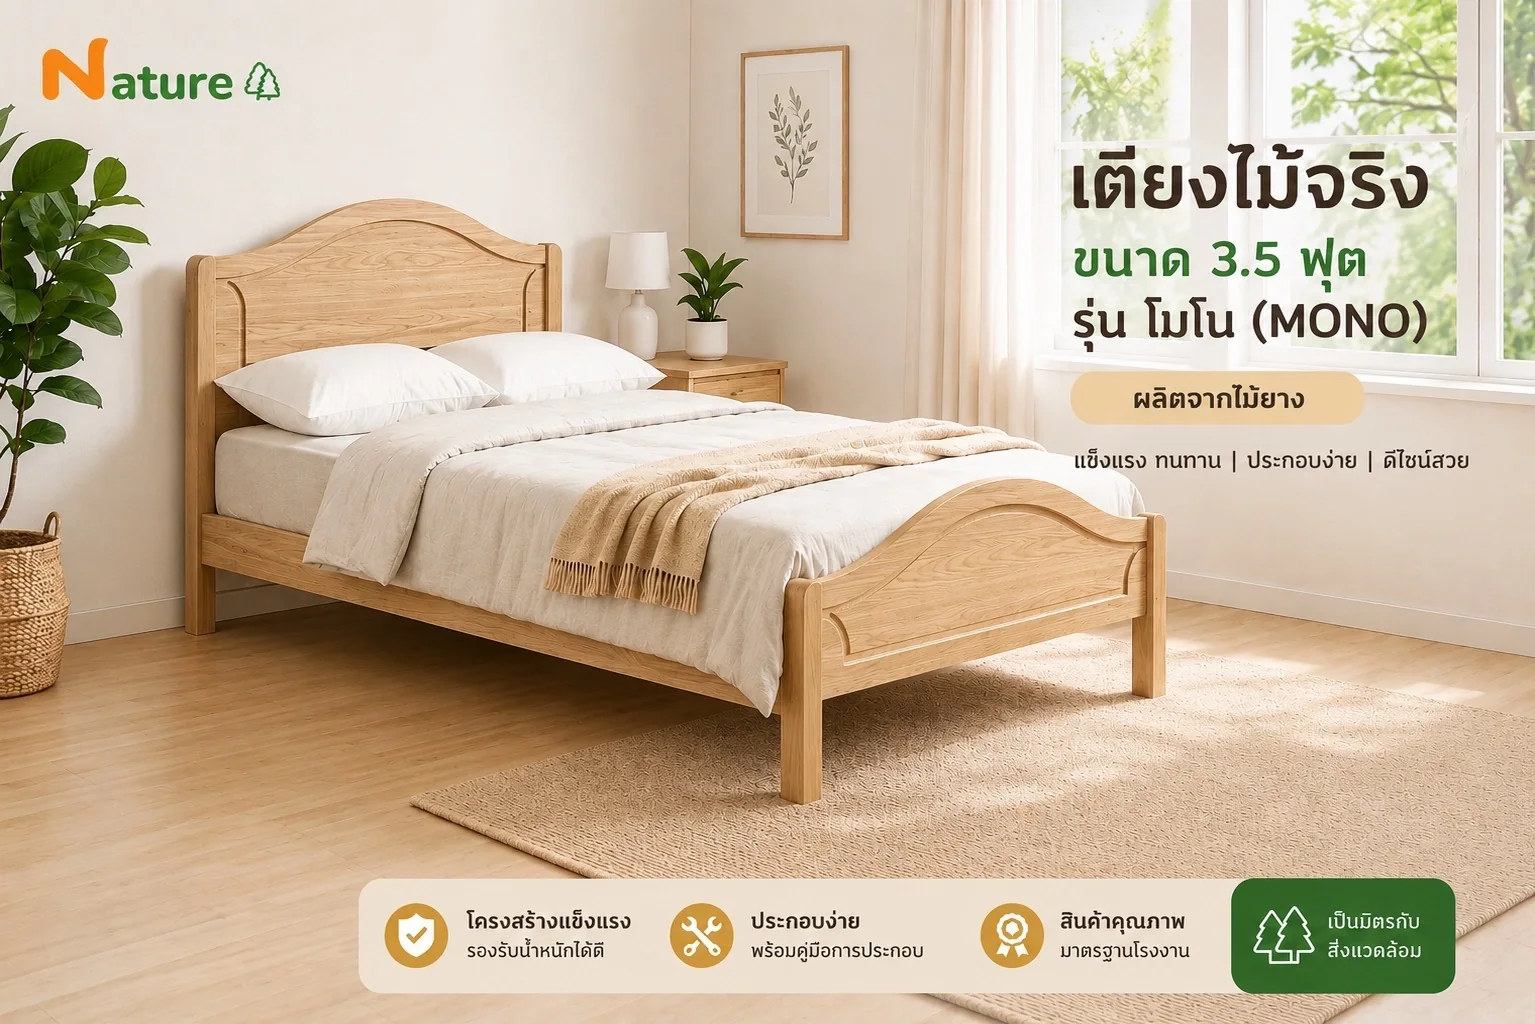 Nature
เตียงไม้จริง
ขนาด 3.5 ฟุต
รุ่น โมโน (MONO)
ผลิตจากไม้ยาง
แข็งแรง ทนทาน | ประกอบง่าย | ดีไซน์สวย
โครงสร้างแข็งแรง
รองรับน้ำหนักได้ดี
ประกอบง่าย
พร้อมคู่มือการประกอบ
สินค้าคุณภาพ
มาตรฐานโรงงาน
เป็นมิตรกับ
สิ่งแวดล้อม